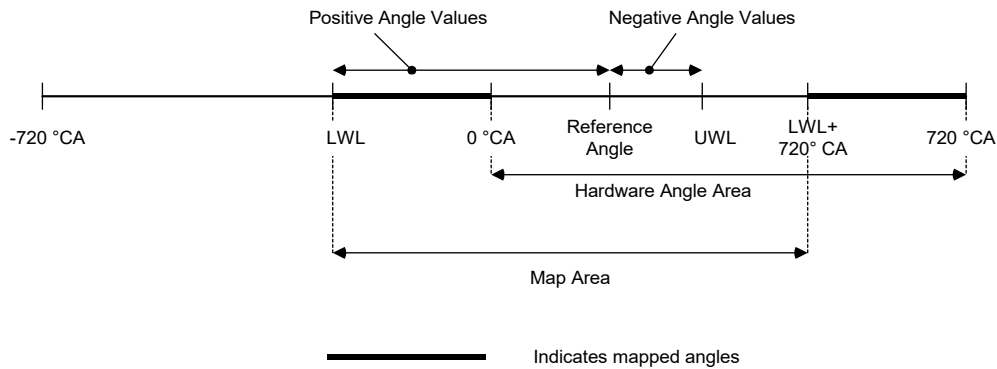 Positive Angle Values
Negative Angle Values
-720 °CA
LWL
0 °CA
Reference
Angle
UWL
LWL+
720° CA
720 °CA
Hardware Angle Area
Map Area
Indicates mapped angles